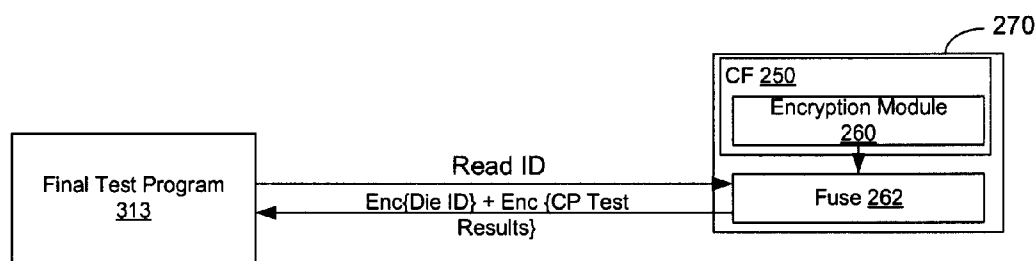 270
CF 250
Encryption Module
260
Final Test Program
313
Read ID
Enc{Die ID} + Enc {CP Test
Results}
Fuse 262